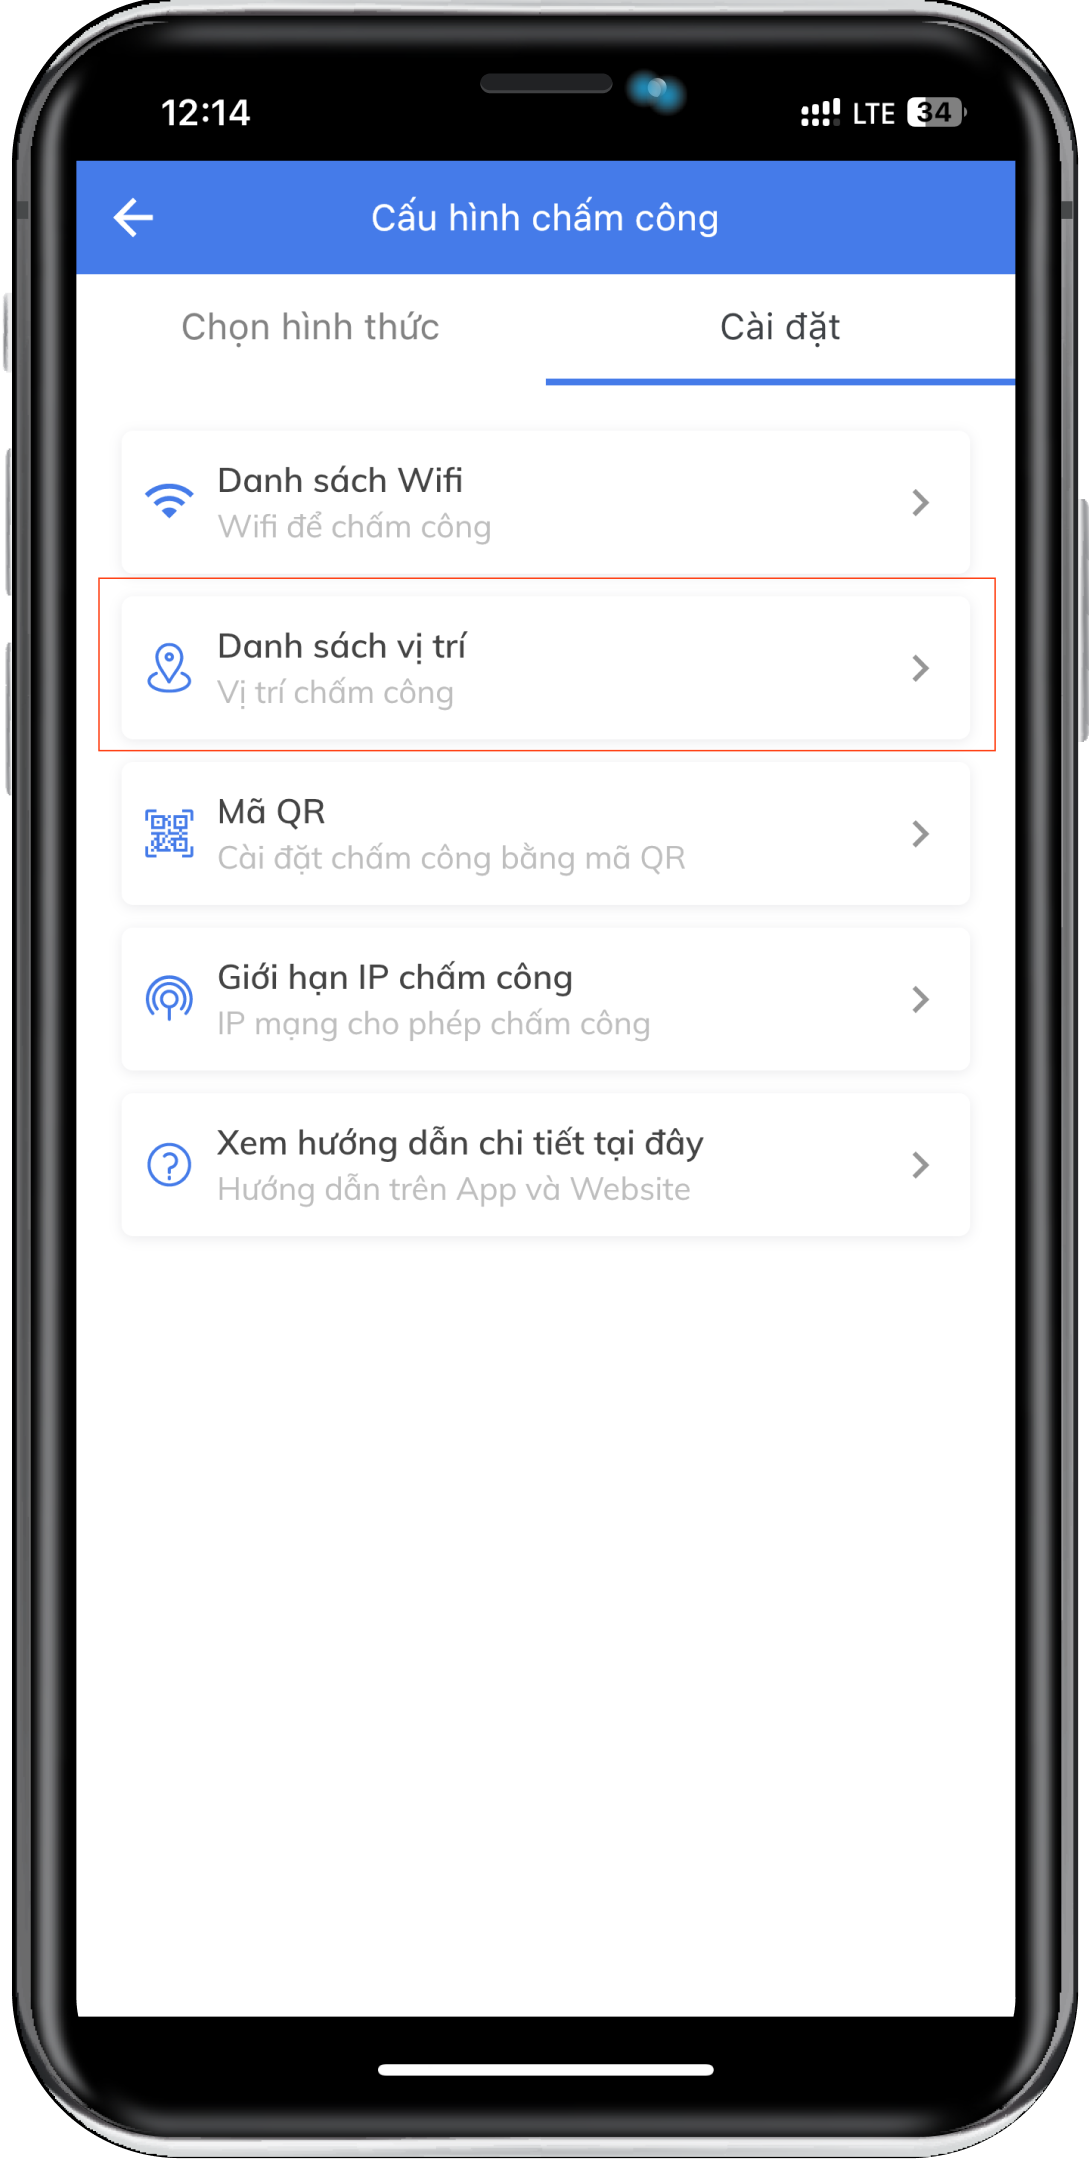 12:14
LTE 34
Cấu hình chấm công
Chọn hình thức
Cài đặt
Danh sách Wifi
Wifi để chấm công
Danh sách vị trí
Vị trí chấm công
Mã QR
Cài đặt chấm công bằng mã QR
Giới hạn IP chấm công
IP mạng cho phép chấm công
Xem hướng dẫn chi tiết tại đây
Hướng dẫn trên App và Website